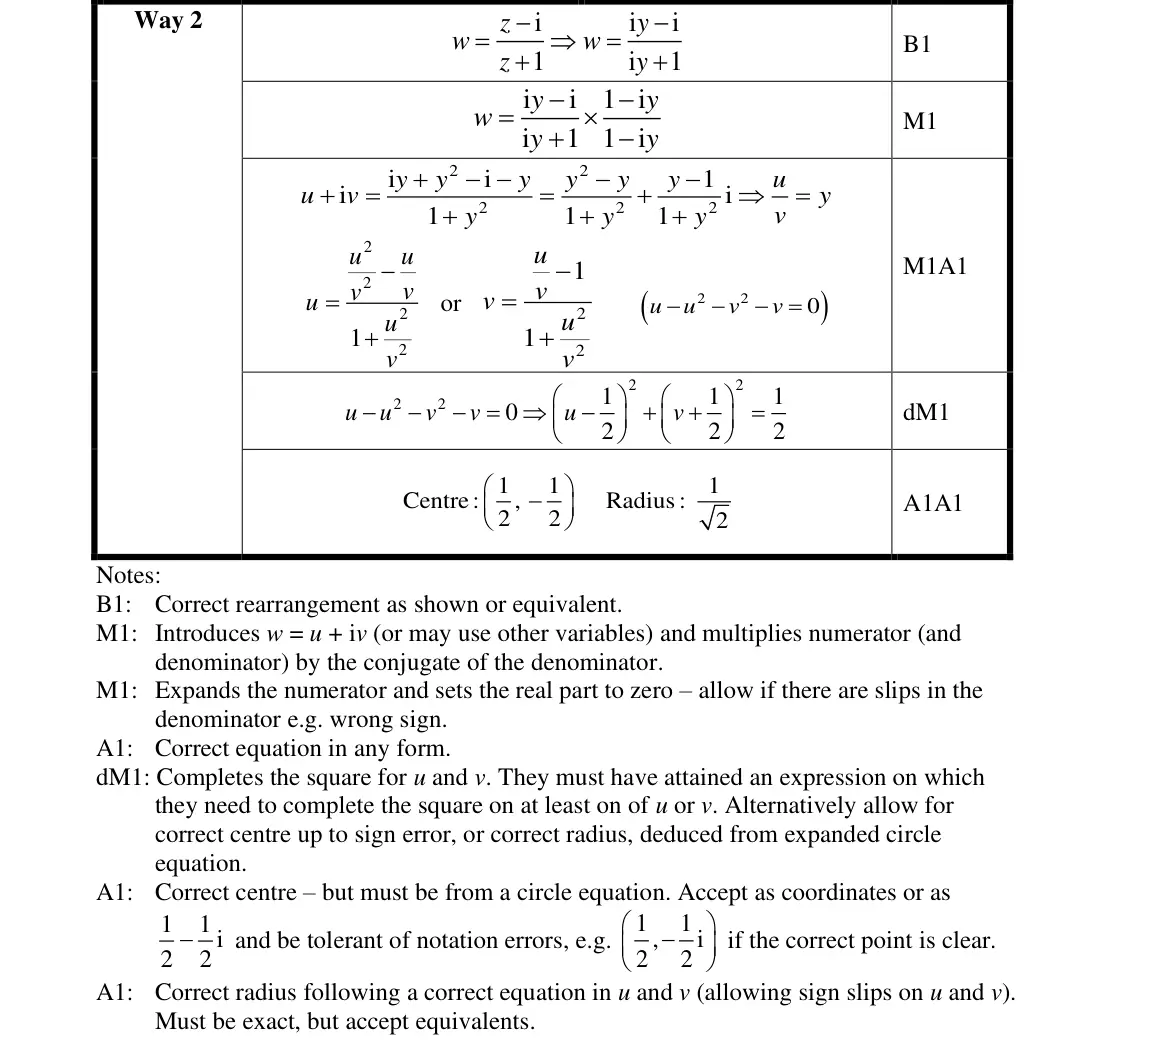 Way 2
w = (z − i)/(z + 1) ⇒ w = (iy − i)/(iy + 1)
B1
w = (iy − i)/(iy + 1) × (1 − iy)/(1 − iy)
M1
u + iv = (iy + y² − i − y)/(1 + y²) = (y² − y)/(1 + y²) + (y − 1)/(1 + y²) i ⇒ u/v = y
u = (u²/v² − u/v)/(1 + u²/v²) or v = (u/v − 1)/(1 + u²/v²) (u − u² − v² − v = 0)
M1A1
u − u² − v² − v = 0 ⇒ (u − 1/2)² + (v + 1/2)² = 1/2
dM1
Centre : (1/2, −1/2) Radius : 1/√2
A1A1
Notes:
B1: Correct rearrangement as shown or equivalent.
M1: Introduces w = u + iv (or may use other variables) and multiplies numerator (and
denominator) by the conjugate of the denominator.
M1: Expands the numerator and sets the real part to zero – allow if there are slips in the
denominator e.g. wrong sign.
A1: Correct equation in any form.
dM1: Completes the square for u and v. They must have attained an expression on which
they need to complete the square on at least on of u or v. Alternatively allow for
correct centre up to sign error, or correct radius, deduced from expanded circle
equation.
A1: Correct centre – but must be from a circle equation. Accept as coordinates or as
1/2 − 1/2 i and be tolerant of notation errors, e.g. (1/2, −1/2 i) if the correct point is clear.
A1: Correct radius following a correct equation in u and v (allowing sign slips on u and v).
Must be exact, but accept equivalents.